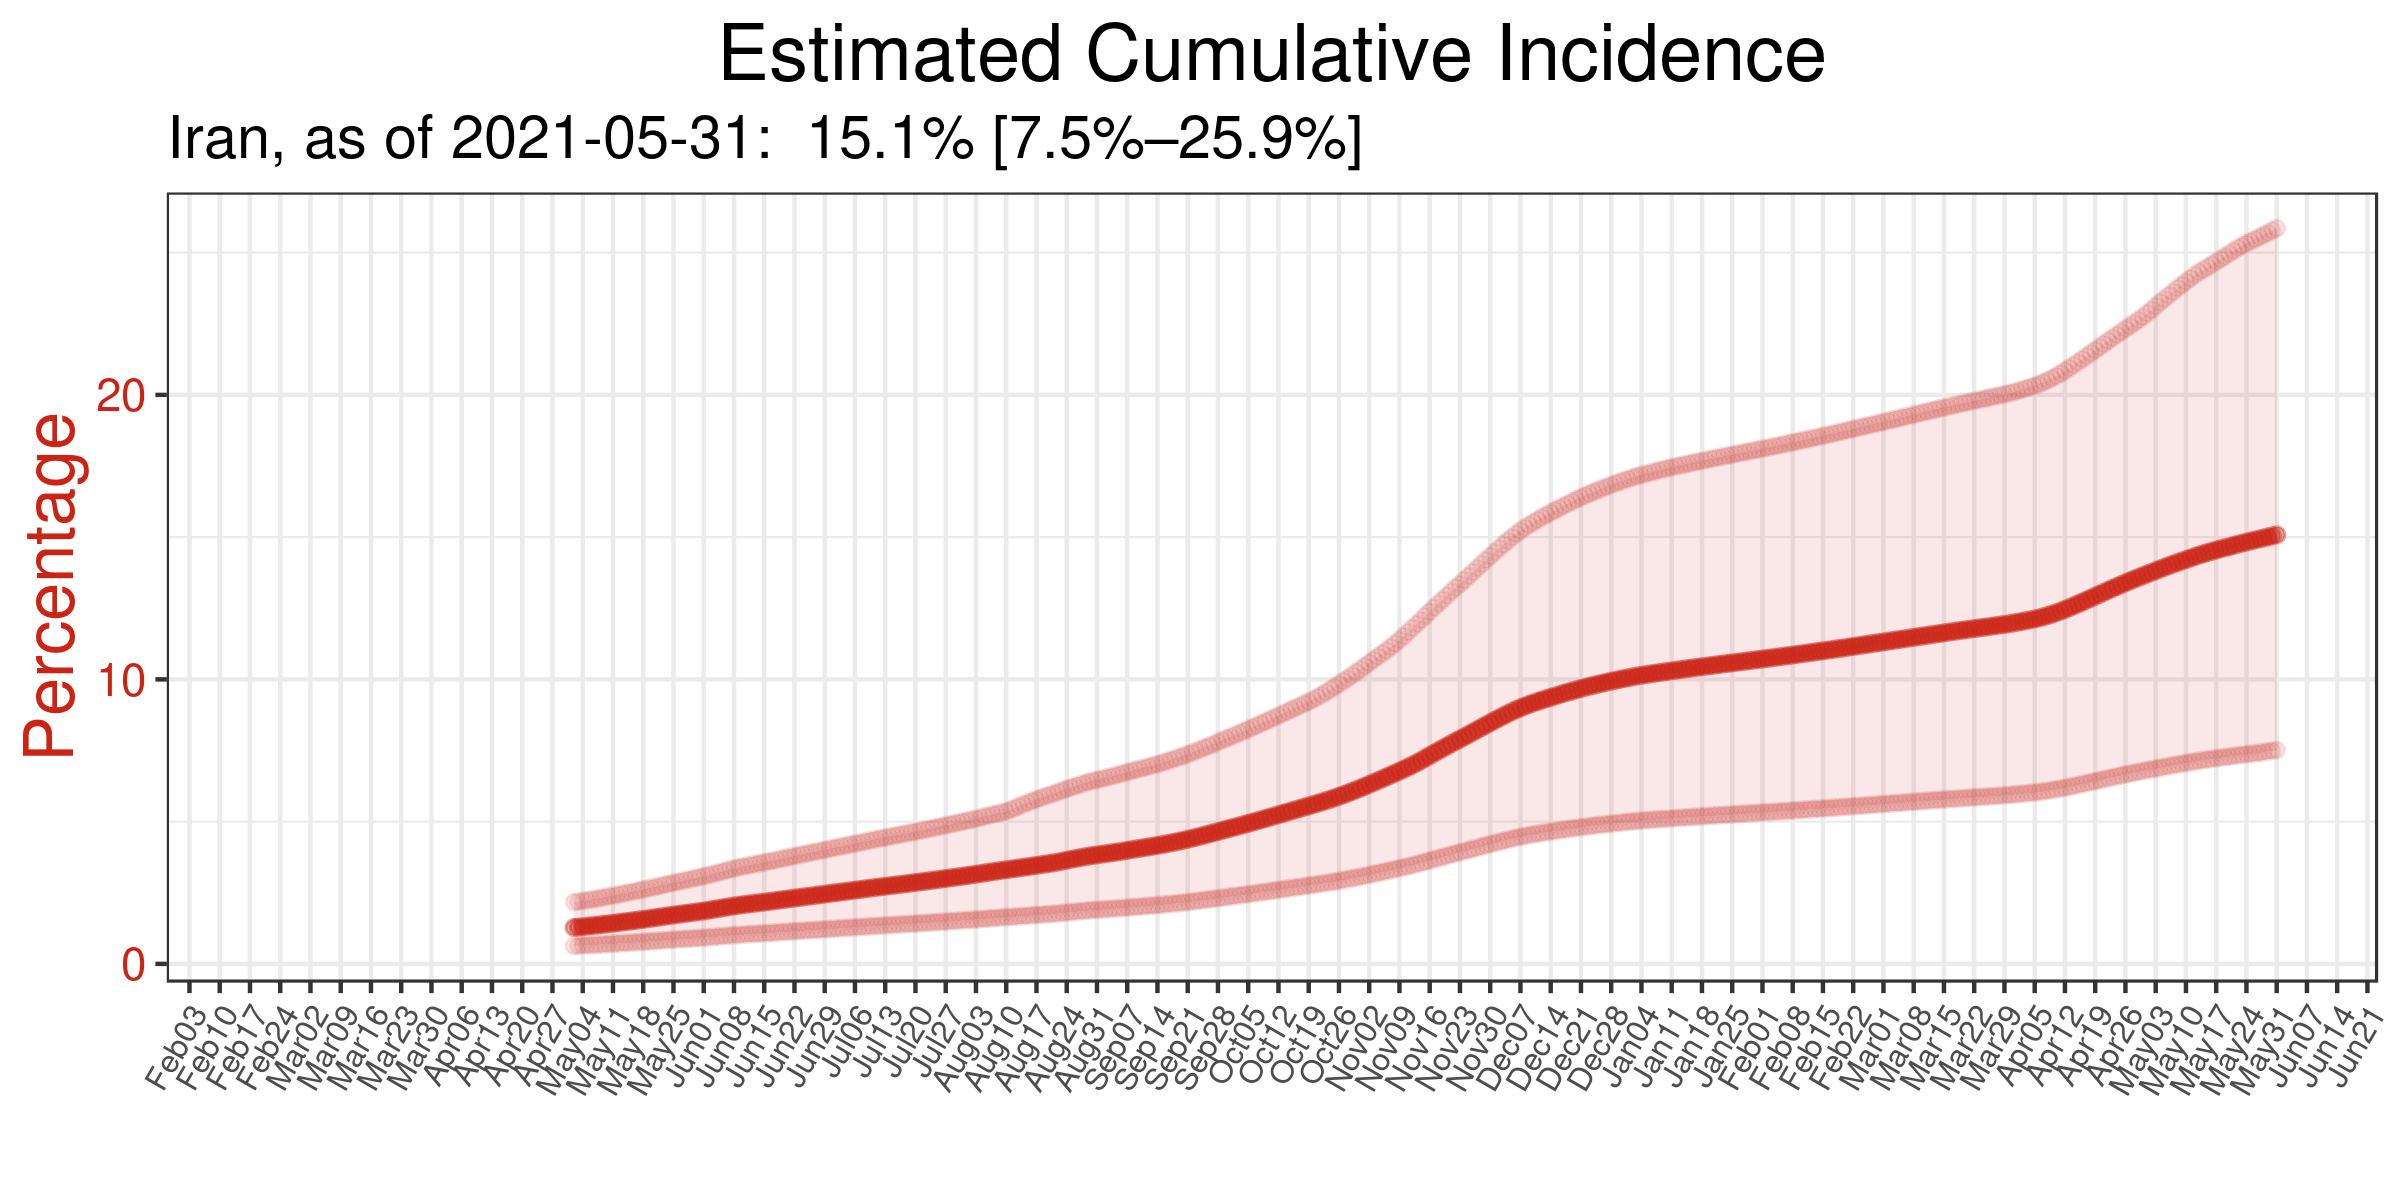 Estimated Cumulative Incidence
Iran, as of 2021-05-31:  15.1% [7.5%–25.9%]
Percentage
20
10
0
Feb03
Feb10
Feb17
Feb24
Mar02
Mar09
Mar16
Mar23
Mar30
Apr06
Apr13
Apr20
Apr27
May04
May11
May18
May25
Jun01
Jun08
Jun15
Jun22
Jun29
Jul06
Jul13
Jul20
Jul27
Aug03
Aug10
Aug17
Aug24
Aug31
Sep07
Sep14
Sep21
Sep28
Oct05
Oct12
Oct19
Oct26
Nov02
Nov09
Nov16
Nov23
Nov30
Dec07
Dec14
Dec21
Dec28
Jan04
Jan11
Jan18
Jan25
Feb01
Feb08
Feb15
Feb22
Mar01
Mar08
Mar15
Mar22
Mar29
Apr05
Apr12
Apr19
Apr26
May03
May10
May17
May24
May31
Jun07
Jun14
Jun21